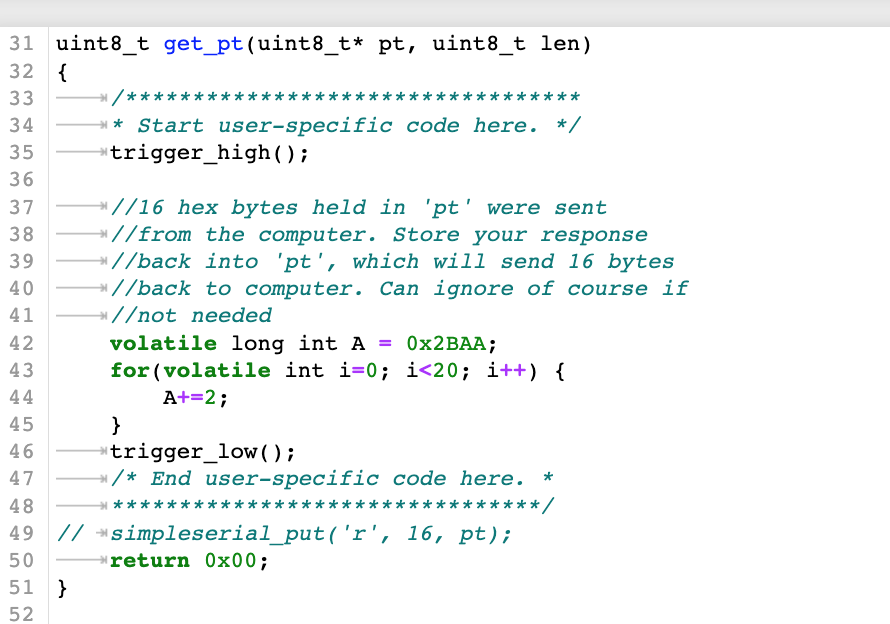 31 uint8_t get_pt(uint8_t* pt, uint8_t len)
32 {
33 /**********************************
34 * Start user-specific code here. */
35 trigger_high();
36
37 //16 hex bytes held in 'pt' were sent
38 //from the computer. Store your response
39 //back into 'pt', which will send 16 bytes
40 //back to computer. Can ignore of course if
41 //not needed
42 volatile long int A = 0x2BAA;
43 for(volatile int i=0; i<20; i++) {
44 A+=2;
45 }
46 trigger_low();
47 /* End user-specific code here. *
48 ********************************/
49 // simpleserial_put('r', 16, pt);
50 return 0x00;
51 }
52